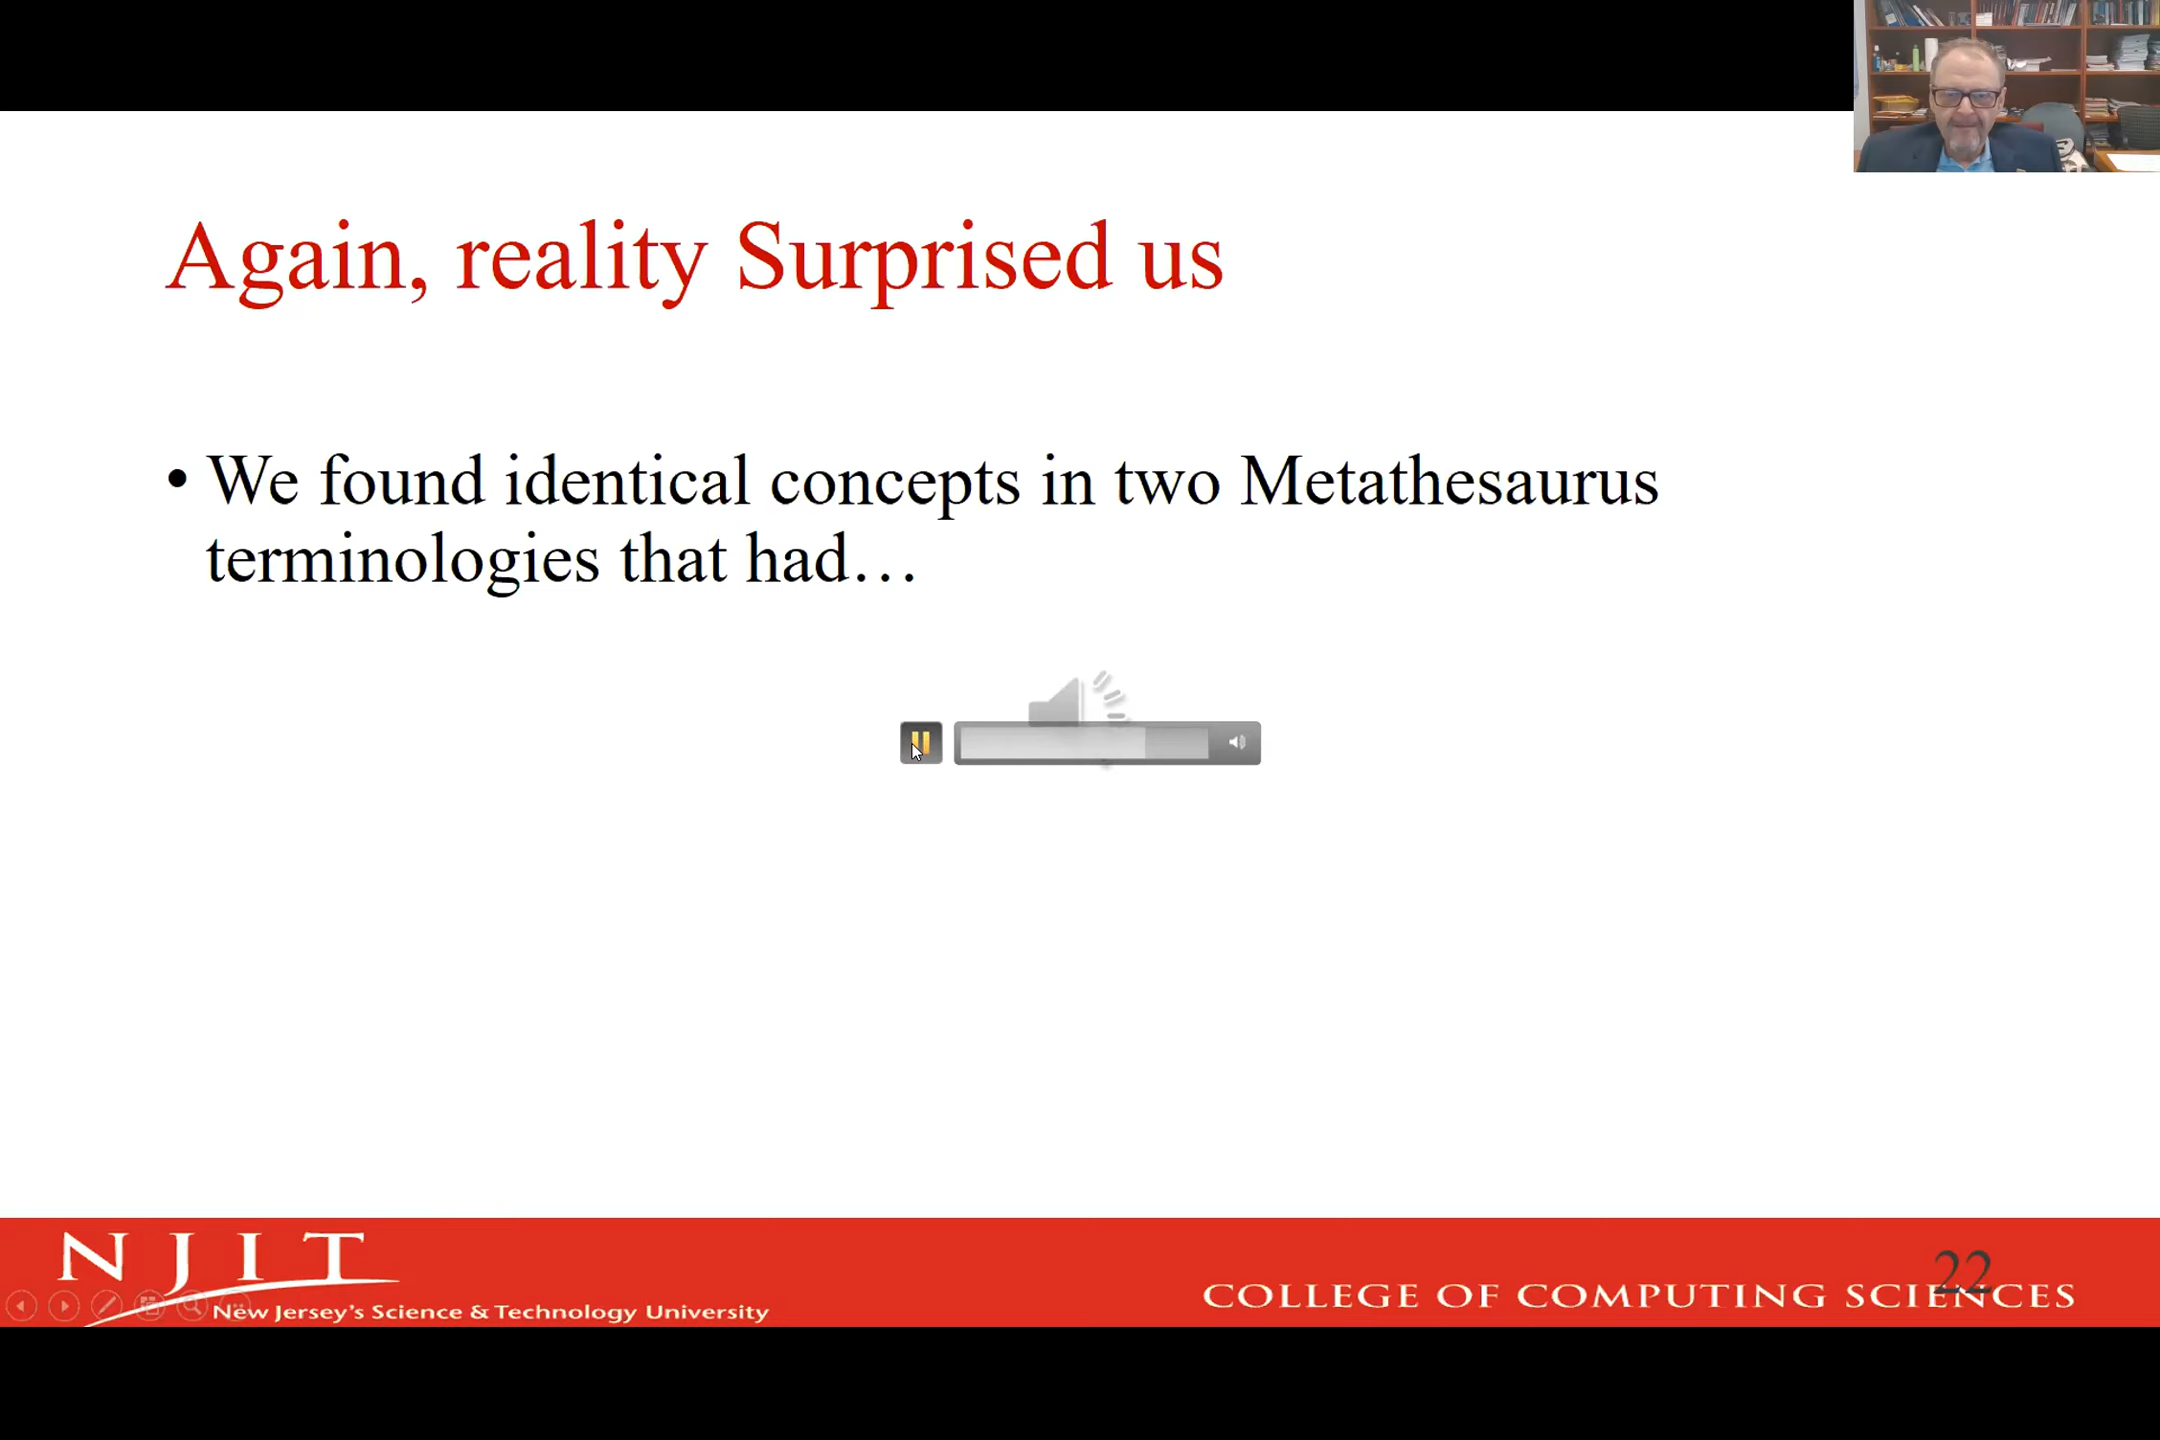 Again, reality Surprised us
• We found identical concepts in two Metathesaurus
terminologies that had…
NJIT
New Jersey's Science & Technology University
COLLEGE OF COMPUTING SCIENCES
22